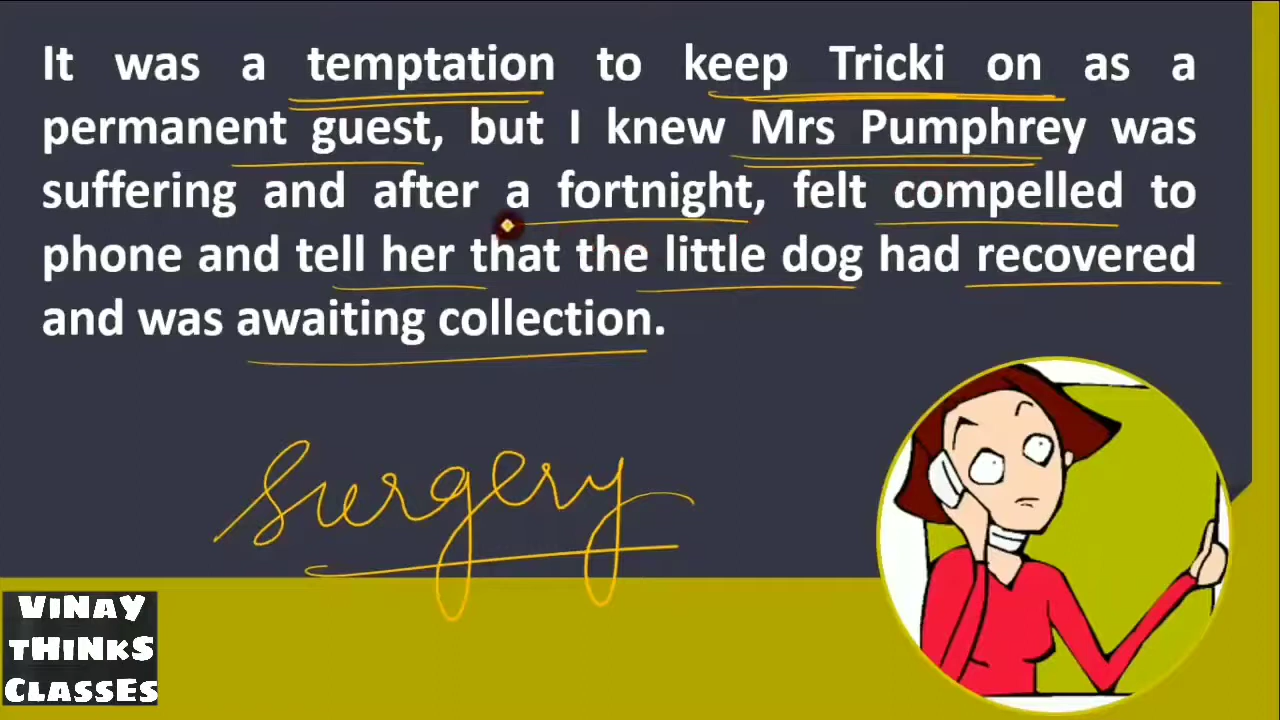 It was a temptation to keep Tricki on as a
permanent guest, but I knew Mrs Pumphrey was
suffering and after a fortnight, felt compelled to
phone and tell her that the little dog had recovered
and was awaiting collection.
Surgery
ViNAY
THiNKS
CLASSES